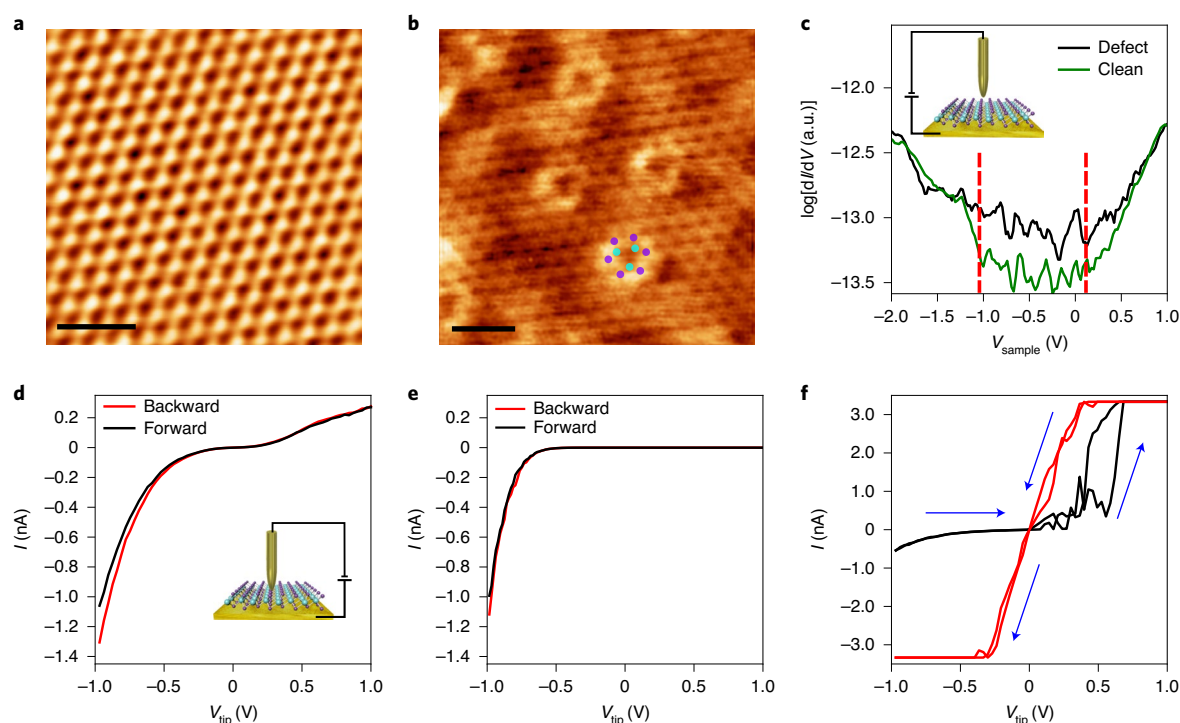 a
b
c
Defect
Clean
log[dI/dV (a.u.)]
−12.0
−12.5
−13.0
−13.5
−2.0 −1.5 −1.0 −0.5 0 0.5 1.0
Vsample (V)
d
Backward
Forward
I (nA)
0.2
0
−0.2
−0.4
−0.6
−0.8
−1.0
−1.2
−1.4
−1.0 −0.5 0 0.5 1.0
Vtip (V)
e
Backward
Forward
I (nA)
0.2
0
−0.2
−0.4
−0.6
−0.8
−1.0
−1.2
−1.4
−1.0 −0.5 0 0.5 1.0
Vtip (V)
f
I (nA)
3.0
2.0
1.0
0
−1.0
−2.0
−3.0
−1.0 −0.5 0 0.5 1.0
Vtip (V)